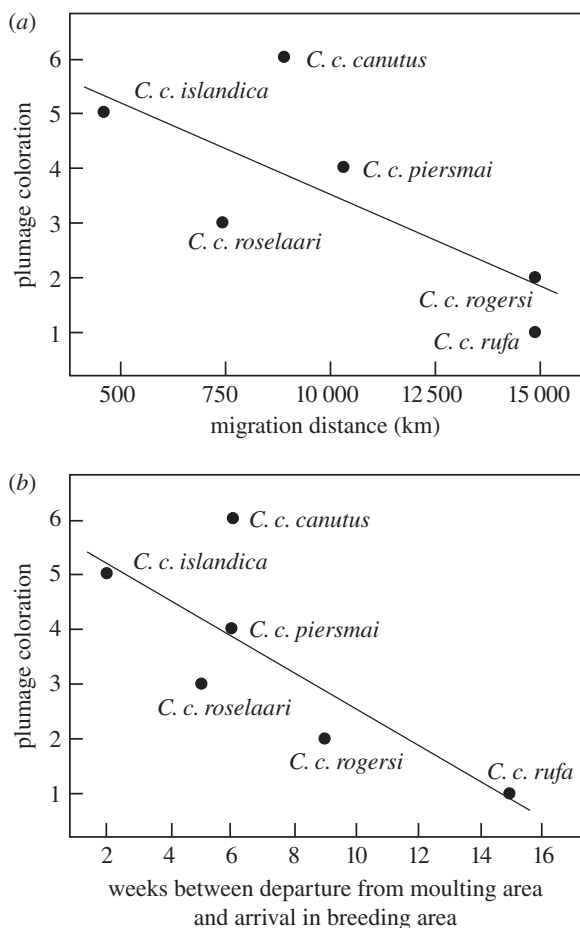 (a)
6
5
4
3
2
1
plumage coloration
C. c. canutus
C. c. islandica
C. c. piersmai
C. c. roselaari
C. c. rogersi
C. c. rufa
500 750 10 000 12 500 15 000
migration distance (km)
(b)
6
5
4
3
2
1
plumage coloration
C. c. canutus
C. c. islandica
C. c. piersmai
C. c. roselaari
C. c. rogersi
C. c. rufa
2 4 6 8 10 12 14 16
weeks between departure from moulting area
and arrival in breeding area